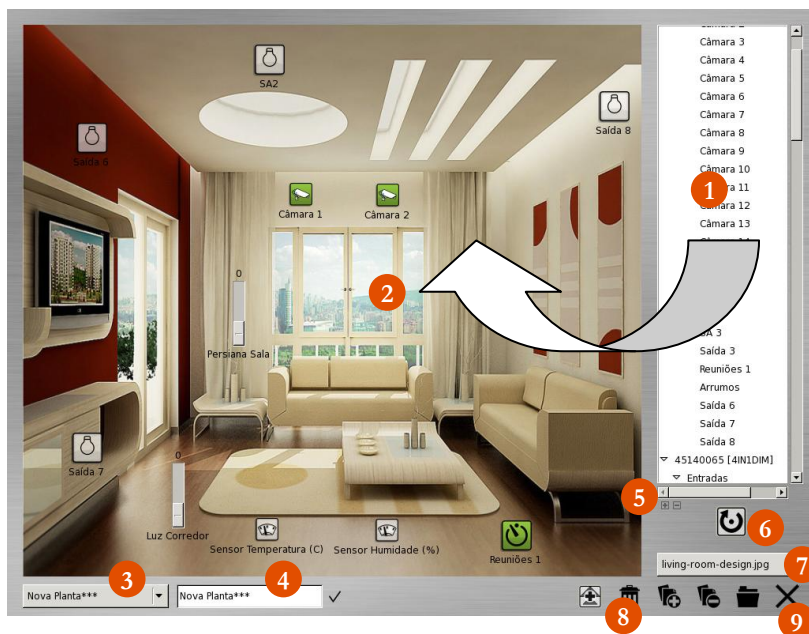 SA2
Saída 8
Saída 6
Câmara 1
Câmara 2
0
Persiana Sala
Saída 7
0
Luz Corredor
Sensor Temperatura (C)
Sensor Humidade (%)
Reuniões 1
Câmara 3
Câmara 4
Câmara 5
Câmara 6
Câmara 7
Câmara 8
Câmara 9
Câmara 10
11
Câmara 12
Câmara 13
3
Saída 3
Reuniões 1
Arrumos
Saída 6
Saída 7
Saída 8
45140065 [4IN1DIM]
Entradas
living-room-design.jpg
Nova Planta***
Nova Planta***
1
2
3
4
5
6
7
8
9